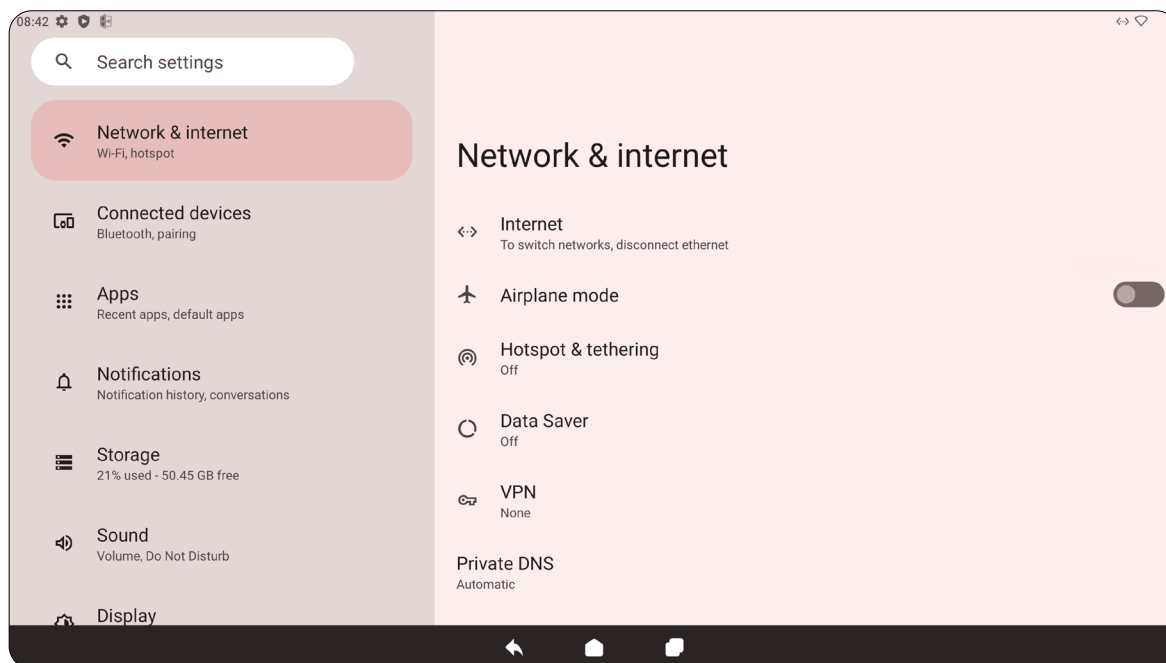 08:42
Search settings
Network & internet
Wi-Fi, hotspot
Connected devices
Bluetooth, pairing
Apps
Recent apps, default apps
Notifications
Notification history, conversations
Storage
21% used - 50.45 GB free
Sound
Volume, Do Not Disturb
Display
Network & internet
Internet
To switch networks, disconnect ethernet
Airplane mode
Hotspot & tethering
Off
Data Saver
Off
VPN
None
Private DNS
Automatic